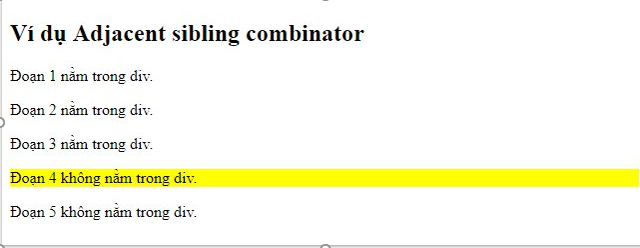 Ví dụ Adjacent sibling combinator
Đoạn 1 nằm trong div.
Đoạn 2 nằm trong div.
Đoạn 3 nằm trong div.
Đoạn 4 không nằm trong div.
Đoạn 5 không nằm trong div.